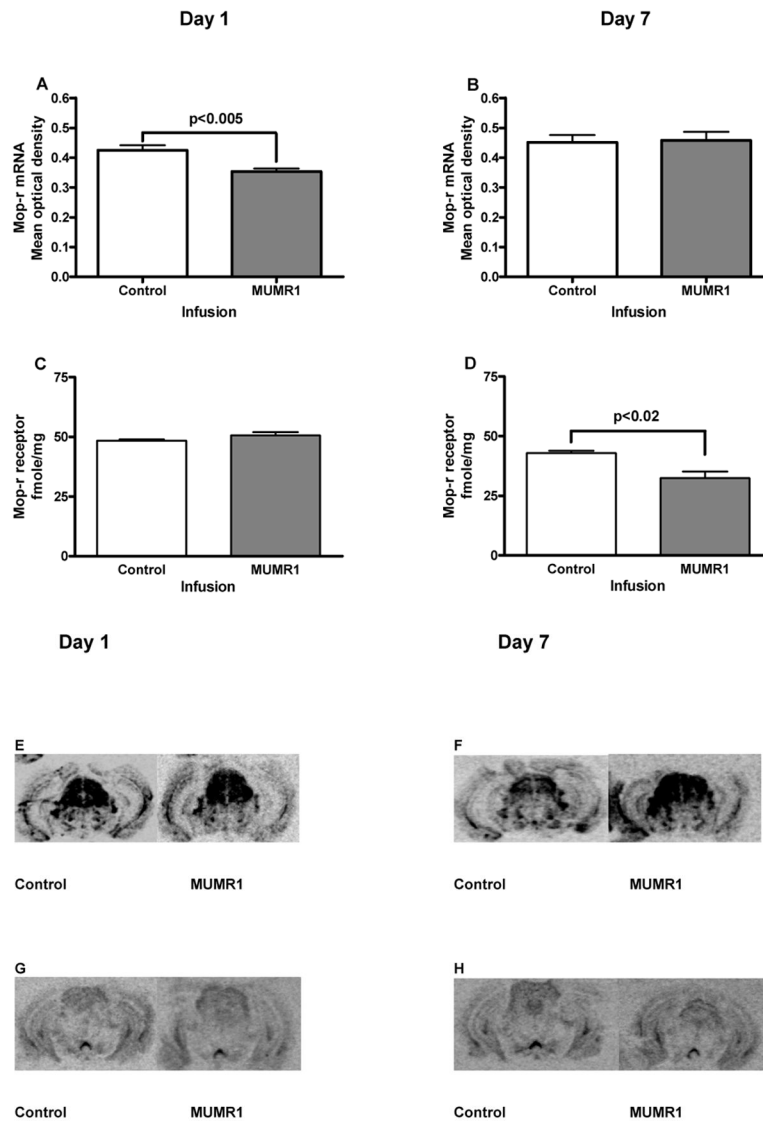 Day 1
Day 7
A
0.6
0.5
0.4
0.3
0.2
0.1
0.0
Mop-r mRNA
Mean optical density
p<0.005
Control
MUMR1
Infusion
B
0.6
0.5
0.4
0.3
0.2
0.1
0.0
Mop-r mRNA
Mean optical density
Control
MUMR1
Infusion
C
75
50
25
0
Mop-r receptor
fmole/mg
Control
MUMR1
Infusion
D
75
50
25
0
Mop-r receptor
fmole/mg
p<0.02
Control
MUMR1
Infusion
Day 1
Day 7
E
Control
MUMR1
F
Control
MUMR1
G
Control
MUMR1
H
Control
MUMR1